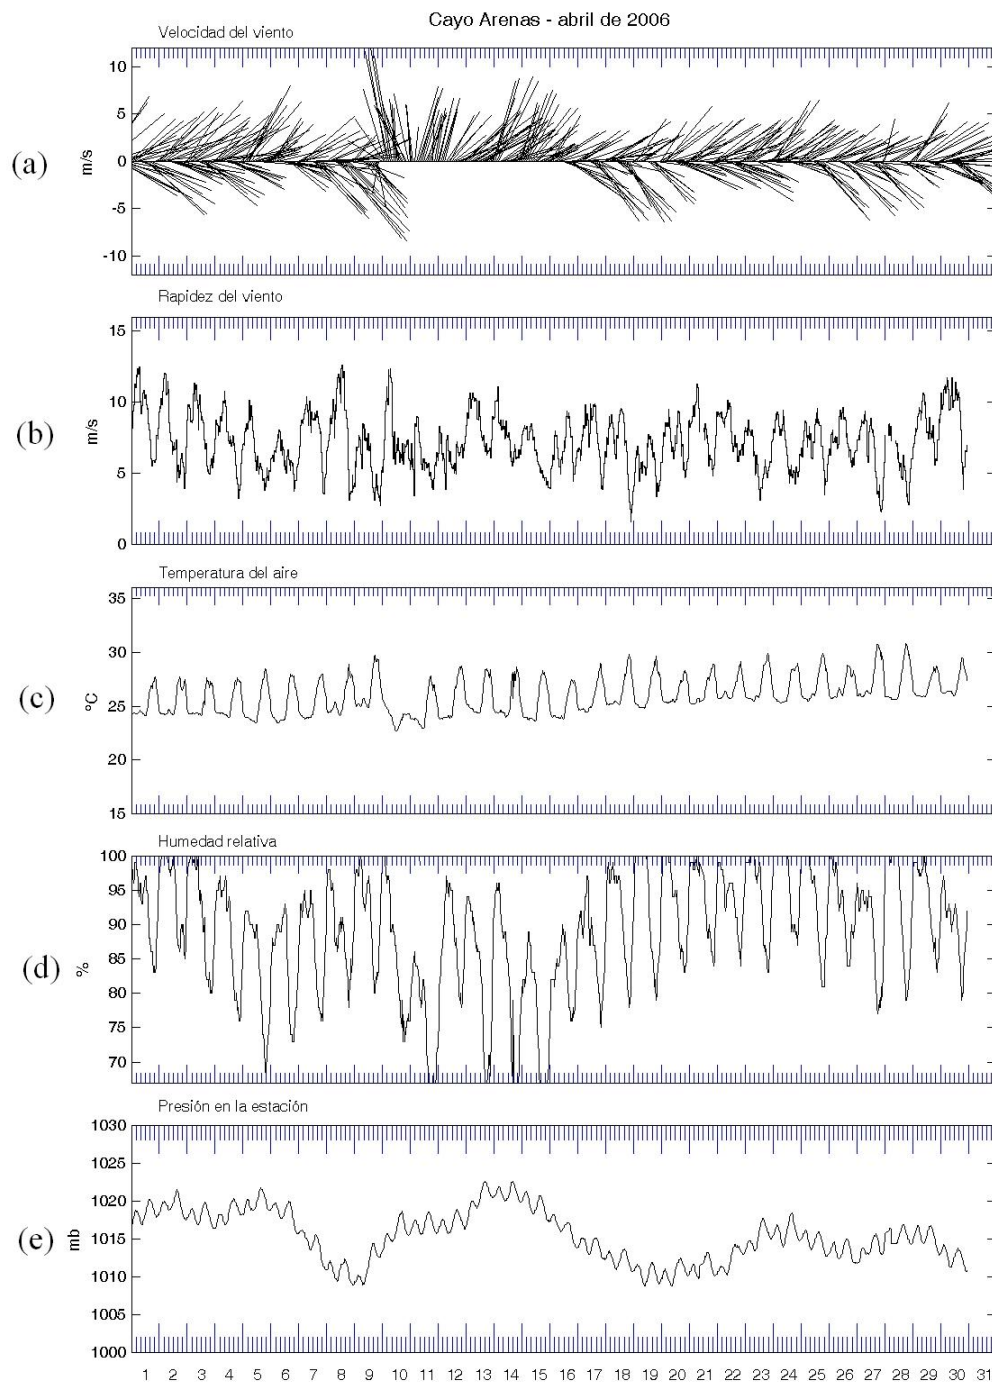 Cayo Arenas - abril de 2006
Velocidad del viento
10
5
(a)
m/s
0
-5
-10
Rapidez del viento
15
10
(b)
m/s
5
0
Temperatura del aire
35
30
(c)
ºC
25
20
15
Humedad relativa
100
95
90
85
(d)
%
80
75
70
Presión en la estación
1030
1025
1020
(e)
mb
1015
1010
1005
1000
1 2 3 4 5 6 7 8 9 10 11 12 13 14 15 16 17 18 19 20 21 22 23 24 25 26 27 28 29 30 31